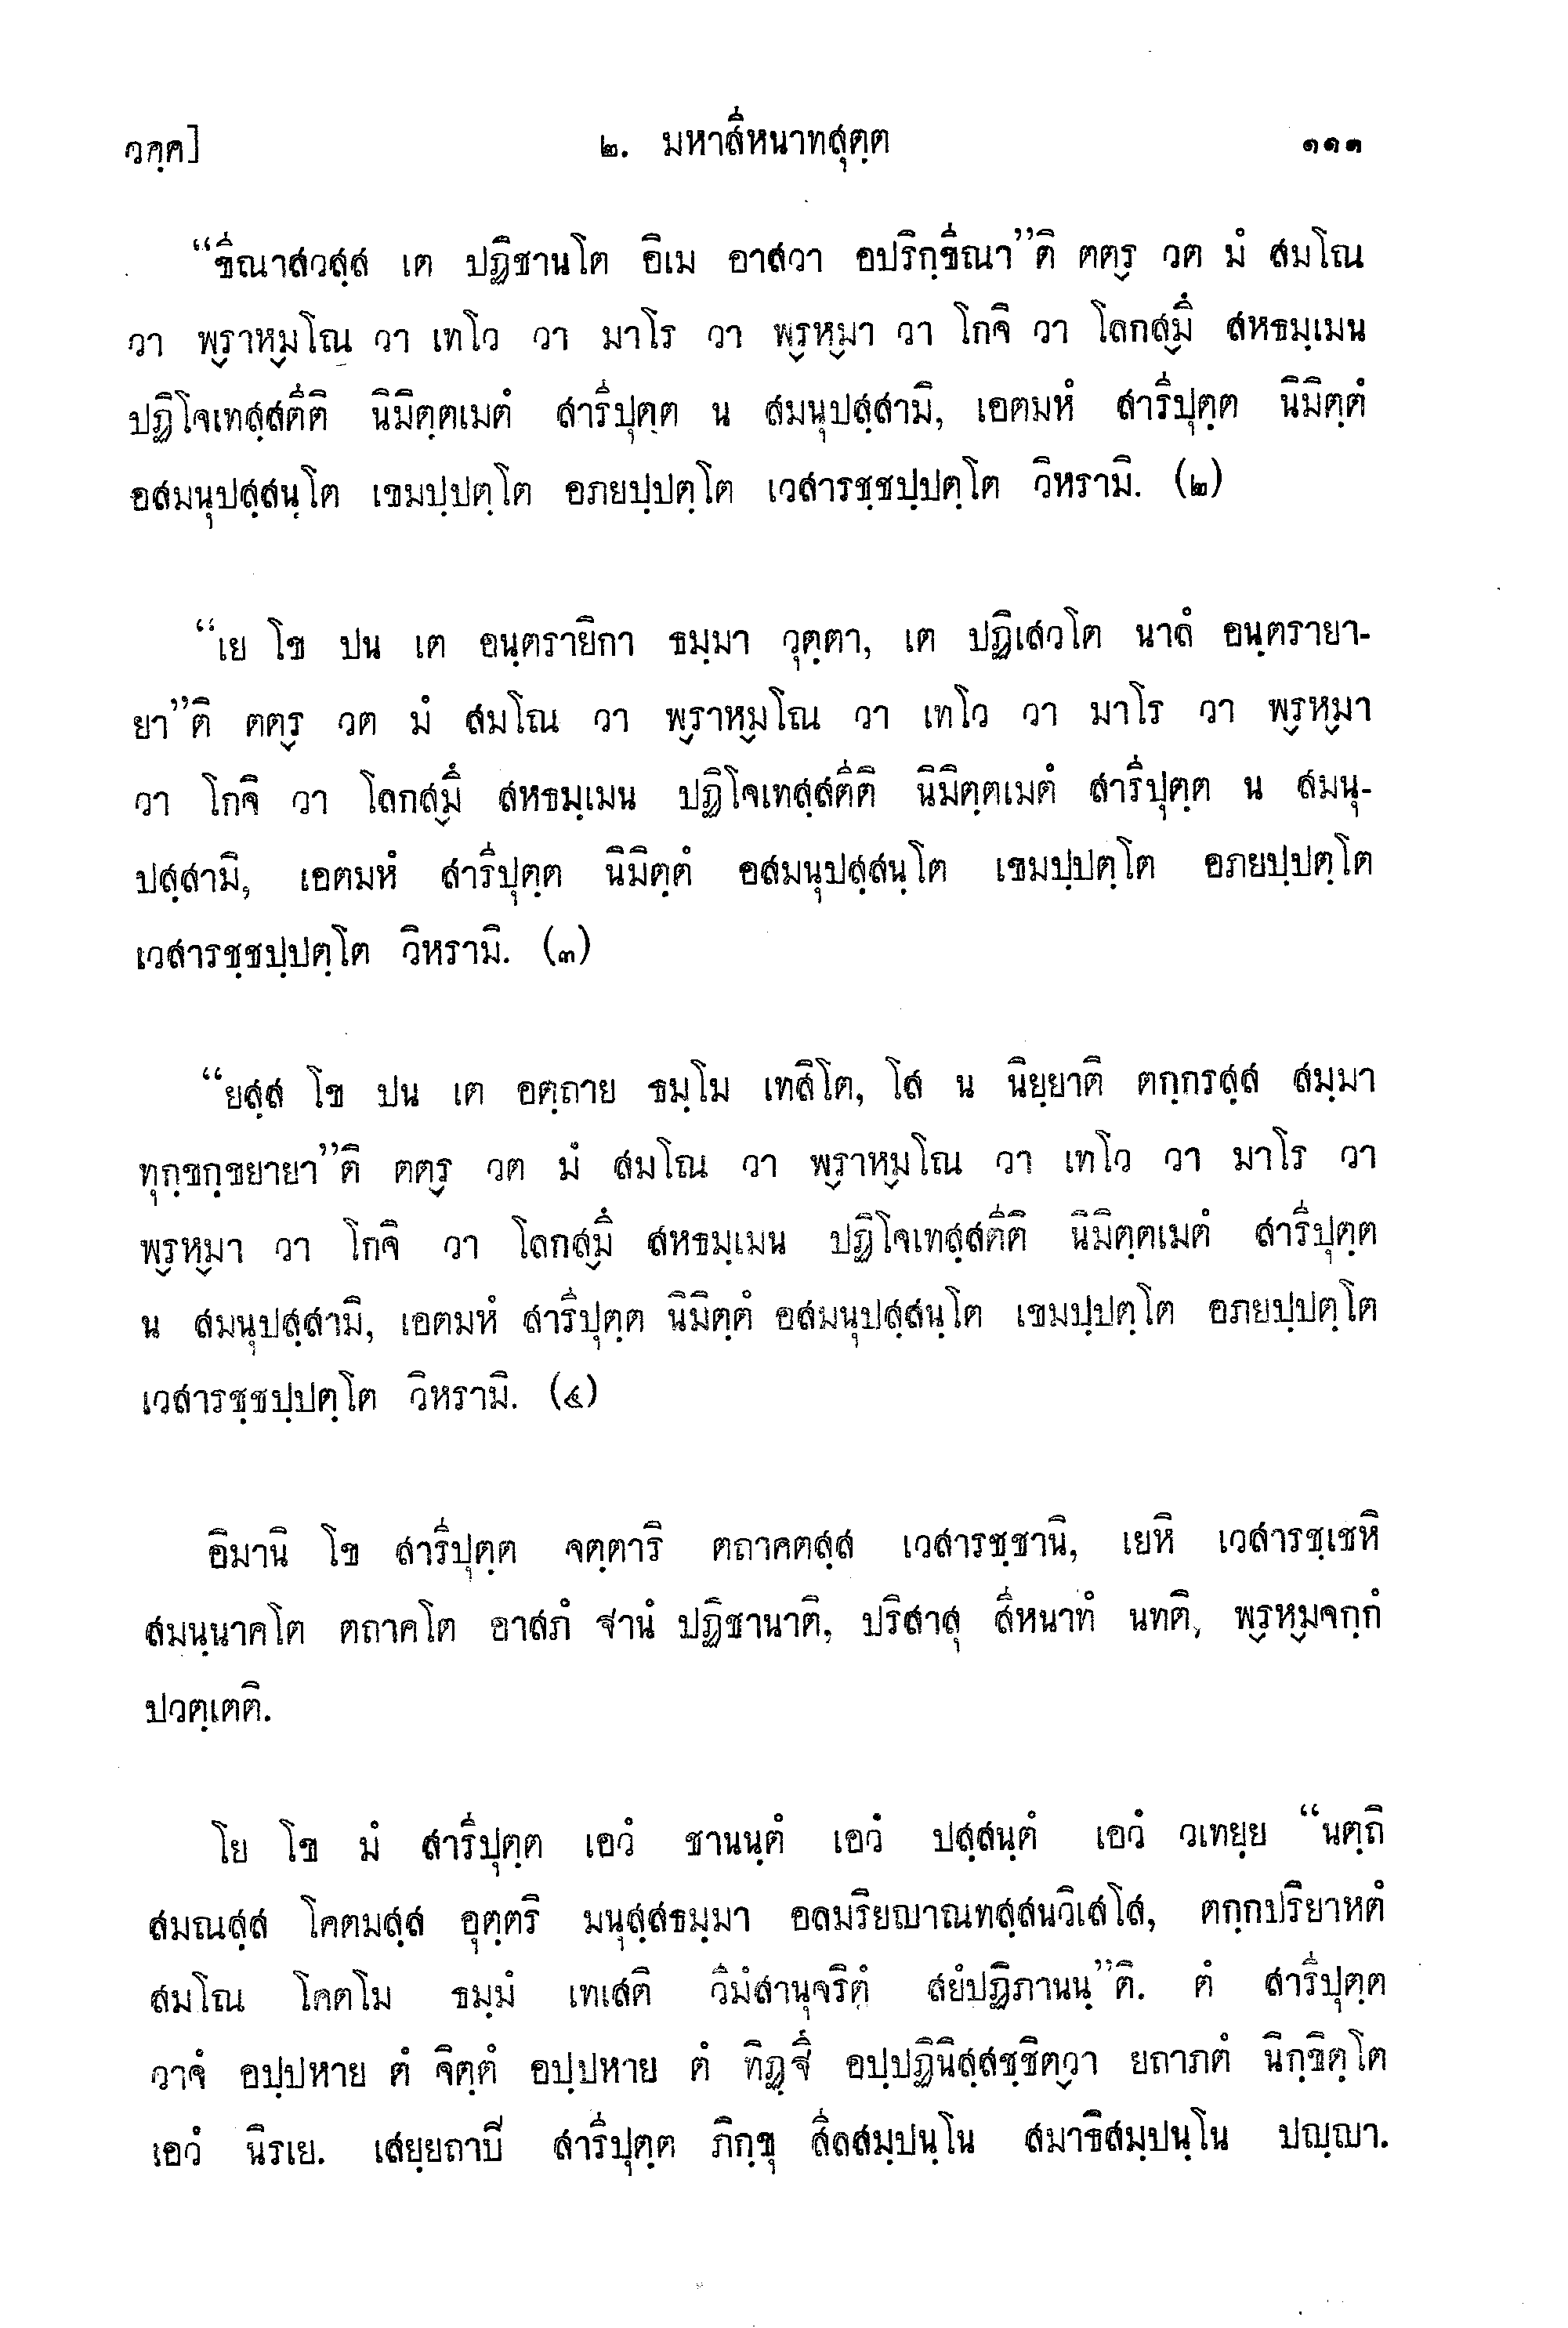 วคฺค]
๒. มหาสีหนาทสุตฺต
๑๑๓
“ขีณาสวสฺส เต ปฏิชานโต อิเม อาสวา อปริกฺขีณา”ติ ตตฺร วต มํ สมโณ
วา พฺราหฺมโณ วา เทโว วา มาโร วา พฺรหฺมา วา โกจิ วา โลกสฺมิํ สหธมฺเมน
ปฏิโจเทสฺสตีติ นิมิตฺตเมตํ สารีปุตฺต น สมนุปสฺสามิ, เอตมหํ สารีปุตฺต นิมิตฺตํ
อสมนุปสฺสนฺโต เขมปฺปตฺโต อภยปฺปตฺโต เวสารชฺชปฺปตฺโต วิหรามิ. (๒)
“เย โข ปน เต อนฺตรายิกา ธมฺมา วุตฺตา, เต ปฏิเสวโต นาลํ อนฺตรายา-
ยา”ติ ตตฺร วต มํ สมโณ วา พฺราหฺมโณ วา เทโว วา มาโร วา พฺรหฺมา
วา โกจิ วา โลกสฺมิํ สหธมฺเมน ปฏิโจเทสฺสตีติ นิมิตฺตเมตํ สารีปุตฺต น สมนุ-
ปสฺสามิ, เอตมหํ สารีปุตฺต นิมิตฺตํ อสมนุปสฺสนฺโต เขมปฺปตฺโต อภยปฺปตฺโต
เวสารชฺชปฺปตฺโต วิหรามิ. (๓)
“ยสฺส โข ปน เต อตฺถาย ธมฺโม เทสิโต, โส น นิยฺยาติ ตกฺกรสฺส สมฺมา
ทุกฺขกฺขยายา”ติ ตตฺร วต มํ สมโณ วา พฺราหฺมโณ วา เทโว วา มาโร วา
พฺรหฺมา วา โกจิ วา โลกสฺมิํ สหธมฺเมน ปฏิโจเทสฺสตีติ นิมิตฺตเมตํ สารีปุตฺต
น สมนุปสฺสามิ, เอตมหํ สารีปุตฺต นิมิตฺตํ อสมนุปสฺสนฺโต เขมปฺปตฺโต อภยปฺปตฺโต
เวสารชฺชปฺปตฺโต วิหรามิ. (๔)
อิมานิ โข สารีปุตฺต จตฺตาริ ตถาคตสฺส เวสารชฺชานิ, เยหิ เวสารชฺเชหิ
สมนฺนาคโต ตถาคโต อาสภํ ฐานํ ปฏิชานาติ, ปริสาสุ สีหนาทํ นทติ, พฺรหฺมจกฺกํ
ปวตฺเตติ.
โย โข มํ สารีปุตฺต เอวํ ชานนฺตํ เอวํ ปสฺสนฺตํ เอวํ วเทยฺย “นตฺถิ
สมณสฺส โคตมสฺส อุตฺตริ มนุสฺสธมฺมา อลมริยญาณทสฺสนวิเสโส, ตกฺกปริยาหตํ
สมโณ โคตโม ธมฺมํ เทเสติ วีมํสานุจริตํ สยํปฏิภานนฺ”ติ. ตํ สารีปุตฺต
วาจํ อปฺปหาย ตํ จิตฺตํ อปฺปหาย ตํ ทิฏฺฐิํ อปฺปฏินิสฺสชฺชิตฺวา ยถาภตํ นิกฺขิตฺโต
เอวํ นิรเย. เสยฺยถาปี สารีปุตฺต ภิกฺขุ สีลสมฺปนฺโน สมาธิสมฺปนฺโน ปญฺญา.